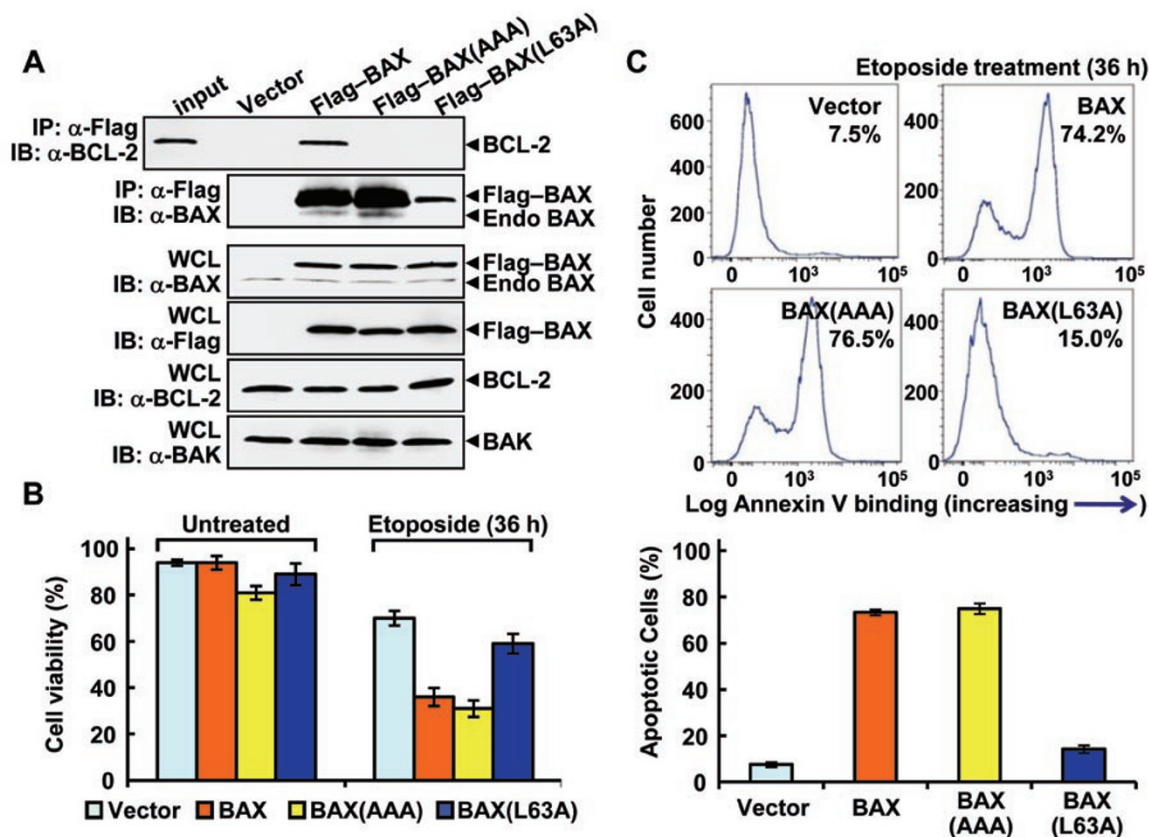 A
input
Vector
Flag–BAX
Flag–BAX(AAA)
Flag–BAX(L63A)
IP: α-Flag
IB: α-BCL-2
BCL-2
IP: α-Flag
IB: α-BAX
Flag–BAX
Endo BAX
WCL
IB: α-BAX
Flag–BAX
Endo BAX
WCL
IB: α-Flag
Flag–BAX
WCL
IB: α-BCL-2
BCL-2
WCL
IB: α-BAK
BAK
B
Untreated
Etoposide (36 h)
Cell viability (%)
100
80
60
40
20
0
Vector BAX BAX(AAA) BAX(L63A)
C
Etoposide treatment (36 h)
Cell number
Vector
7.5%
600
400
200
0
0 10³ 10⁵
BAX
74.2%
400
200
0
0 10³ 10⁵
BAX(AAA)
76.5%
400
200
0
0 10³ 10⁵
BAX(L63A)
15.0%
400
200
0
0 10³ 10⁵
Log Annexin V binding (increasing )
Apoptotic Cells (%)
100
80
60
40
20
0
Vector
BAX
BAX
(AAA)
BAX
(L63A)